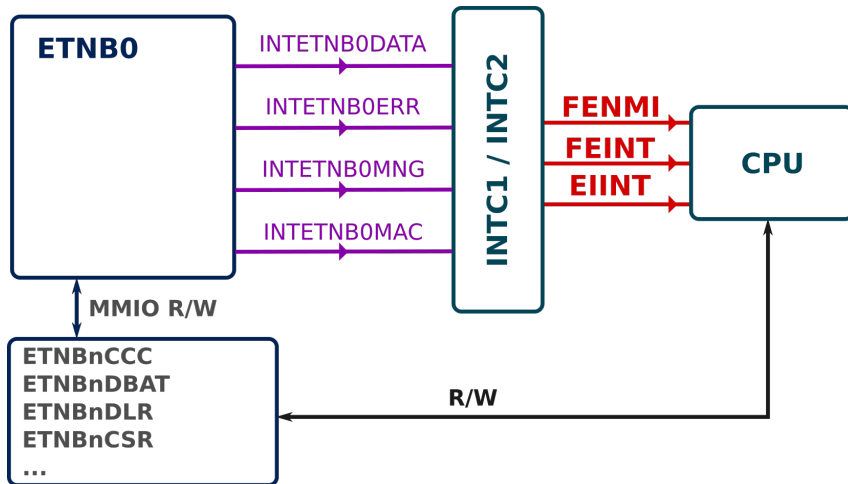 ETNB0
INTETNB0DATA
INTETNB0ERR
INTETNB0MNG
INTETNB0MAC
INTC1 / INTC2
FENMI
FEINT
EIINT
CPU
MMIO R/W
ETNBnCCC
ETNBnDBAT
ETNBnDLR
ETNBnCSR
...
R/W